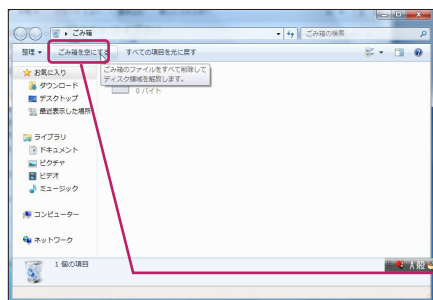 ごみ箱
ごみ箱の検索
整理
ごみ箱を空にする
すべての項目を元に戻す
ごみ箱のファイルをすべて削除して
ディスク領域を解放します。
0 バイト
お気に入り
ダウンロード
デスクトップ
最近表示した場所
ライブラリ
ドキュメント
ピクチャ
ビデオ
ミュージック
コンピューター
ネットワーク
1 個の項目
A 般